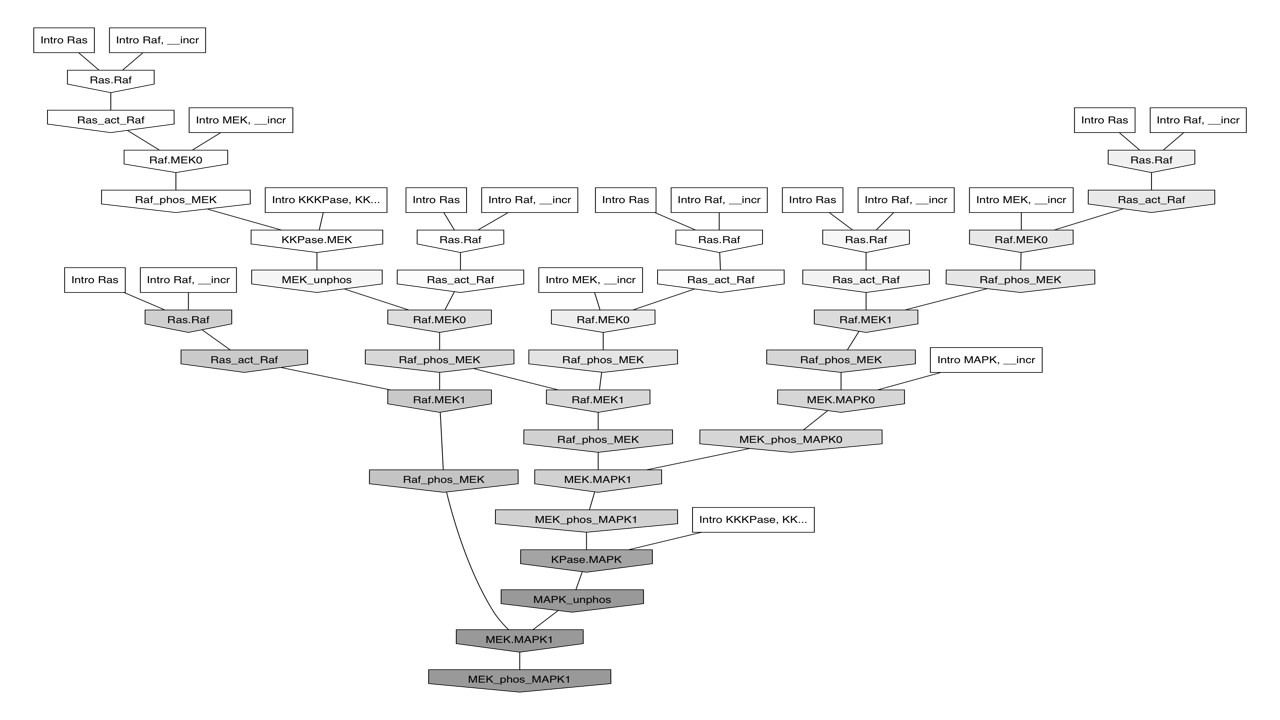 Intro Ras
Intro Raf, __incr
Ras.Raf
Ras_act_Raf
Intro MEK, __incr
Intro Ras
Intro Raf, __incr
Raf.MEK0
Ras.Raf
Raf_phos_MEK
Intro KKKPase, KK...
Intro Ras
Intro Raf, __incr
Intro Ras
Intro Raf, __incr
Intro Ras
Intro Raf, __incr
Intro MEK, __incr
Ras_act_Raf
KKPase.MEK
Ras.Raf
Ras.Raf
Ras.Raf
Raf.MEK0
Intro Ras
Intro Raf, __incr
MEK_unphos
Ras_act_Raf
Intro MEK, __incr
Ras_act_Raf
Ras_act_Raf
Raf_phos_MEK
Ras.Raf
Raf.MEK0
Raf.MEK0
Raf.MEK1
Ras_act_Raf
Raf_phos_MEK
Raf_phos_MEK
Raf_phos_MEK
Intro MAPK, __incr
Raf.MEK1
Raf.MEK1
MEK.MAPK0
Raf_phos_MEK
MEK_phos_MAPK0
Raf_phos_MEK
MEK.MAPK1
MEK_phos_MAPK1
Intro KKKPase, KK...
KPase.MAPK
MAPK_unphos
MEK.MAPK1
MEK_phos_MAPK1